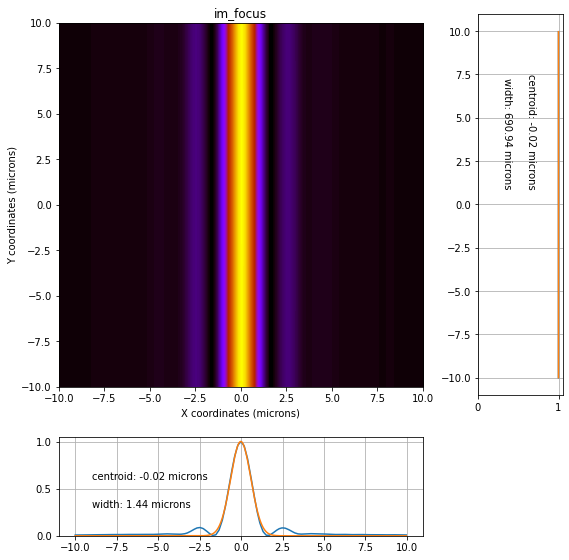 im_focus
10.0
7.5
5.0
2.5
0.0
−2.5
−5.0
−7.5
−10.0
Y coordinates (microns)
−10.0 −7.5 −5.0 −2.5 0.0 2.5 5.0 7.5 10.0
X coordinates (microns)
10.0
7.5
5.0
2.5
0.0
−2.5
−5.0
−7.5
−10.0
0 1
centroid: -0.02 microns
width: 690.94 microns
1.0
0.5
0.0
centroid: -0.02 microns
width: 1.44 microns
−10.0 −7.5 −5.0 −2.5 0.0 2.5 5.0 7.5 10.0